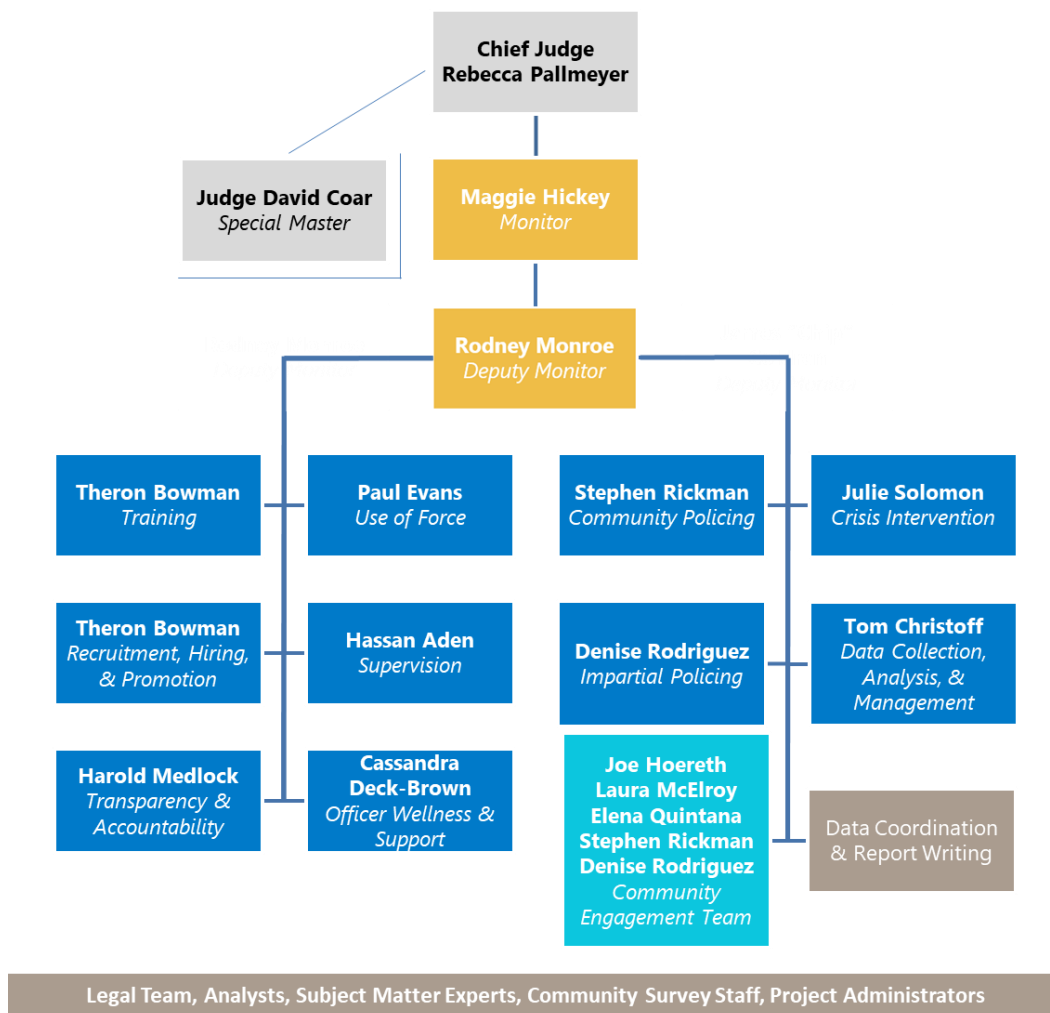 Chief Judge
Rebecca Pallmeyer
Judge David Coar
Special Master
Maggie Hickey
Monitor
Rodney Monroe
Deputy Monitor
Theron Bowman
Training
Paul Evans
Use of Force
Stephen Rickman
Community Policing
Julie Solomon
Crisis Intervention
Theron Bowman
Recruitment, Hiring,
& Promotion
Hassan Aden
Supervision
Denise Rodriguez
Impartial Policing
Tom Christoff
Data Collection,
Analysis, &
Management
Harold Medlock
Transparency &
Accountability
Cassandra
Deck-Brown
Officer Wellness &
Support
Joe Hoereth
Laura McElroy
Elena Quintana
Stephen Rickman
Denise Rodriguez
Community
Engagement Team
Data Coordination
& Report Writing
Legal Team, Analysts, Subject Matter Experts, Community Survey Staff, Project Administrators